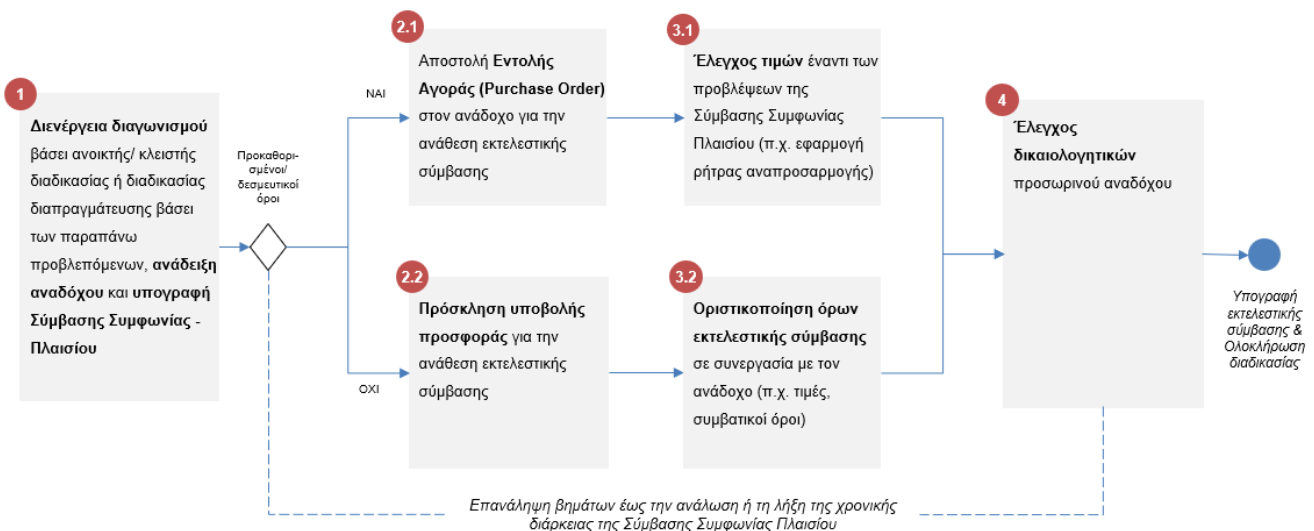 1
Διενέργεια διαγωνισμού
βάσει ανοικτής/ κλειστής
διαδικασίας ή διαδικασίας
διαπραγμάτευσης βάσει
των παραπάνω
προβλεπόμενων, ανάδειξη
αναδόχου και υπογραφή
Σύμβασης Συμφωνίας -
Πλαισίου
Προκαθορι-
σμένοι/
δεσμευτικοί
όροι
ΝΑΙ
2.1
Αποστολή Εντολής
Αγοράς (Purchase Order)
στον ανάδοχο για την
ανάθεση εκτελεστικής
σύμβασης
3.1
Έλεγχος τιμών έναντι των
προβλέψεων της
Σύμβασης Συμφωνίας
Πλαισίου (π.χ. εφαρμογή
ρήτρας αναπροσαρμογής)
ΟΧΙ
2.2
Πρόσκληση υποβολής
προσφοράς για την
ανάθεση εκτελεστικής
σύμβασης
3.2
Οριστικοποίηση όρων
εκτελεστικής σύμβασης
σε συνεργασία με τον
ανάδοχο (π.χ. τιμές,
συμβατικοί όροι)
4
Έλεγχος
δικαιολογητικών
προσωρινού αναδόχου
Υπογραφή
εκτελεστικής
σύμβασης &
Ολοκλήρωση
διαδικασίας
Επανάληψη βημάτων έως την ανάλωση ή τη λήξη της χρονικής
διάρκειας της Σύμβασης Συμφωνίας Πλαισίου